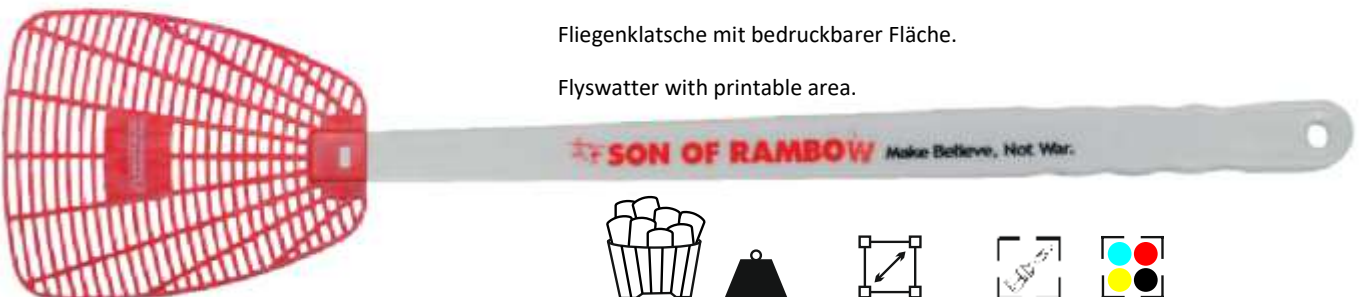 Fliegenklatsche mit bedruckbarer Fläche.
Flyswatter with printable area.
SON OF RAMBOW Make Believe, Not War.